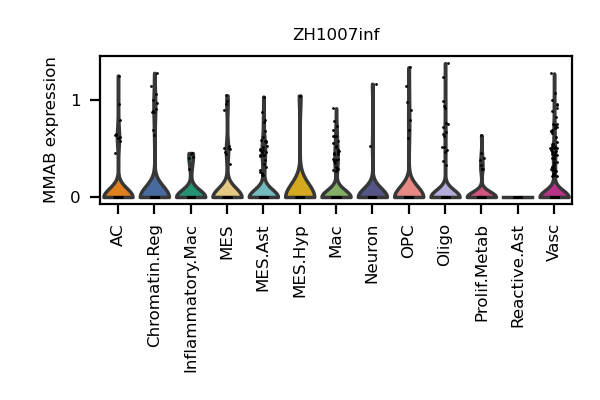 ZH1007inf
MMAB expression
1
0
AC
Chromatin.Reg
Inflammatory.Mac
MES
MES.Ast
MES.Hyp
Mac
Neuron
OPC
Oligo
Prolif.Metab
Reactive.Ast
Vasc